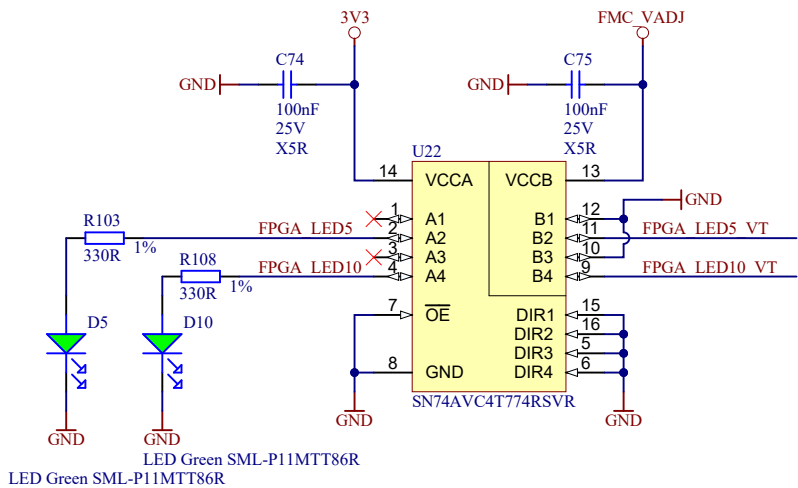 3V3
FMC_VADJ
C74
C75
GND
GND
100nF
100nF
25V
25V
X5R
X5R
U22
14
VCCA
VCCB
13
GND
1
A1
B1
12
R103
FPGA_LED5
2
A2
B2
11
FPGA_LED5_VT
330R
1%
3
A3
B3
10
R108
FPGA_LED10
4
A4
B4
9
FPGA_LED10_VT
330R
1%
7
OE
DIR1
15
D5
D10
DIR2
16
DIR3
5
8
GND
DIR4
6
SN74AVC4T774RSVR
GND
GND
GND
GND
LED Green SML-P11MTT86R
LED Green SML-P11MTT86R